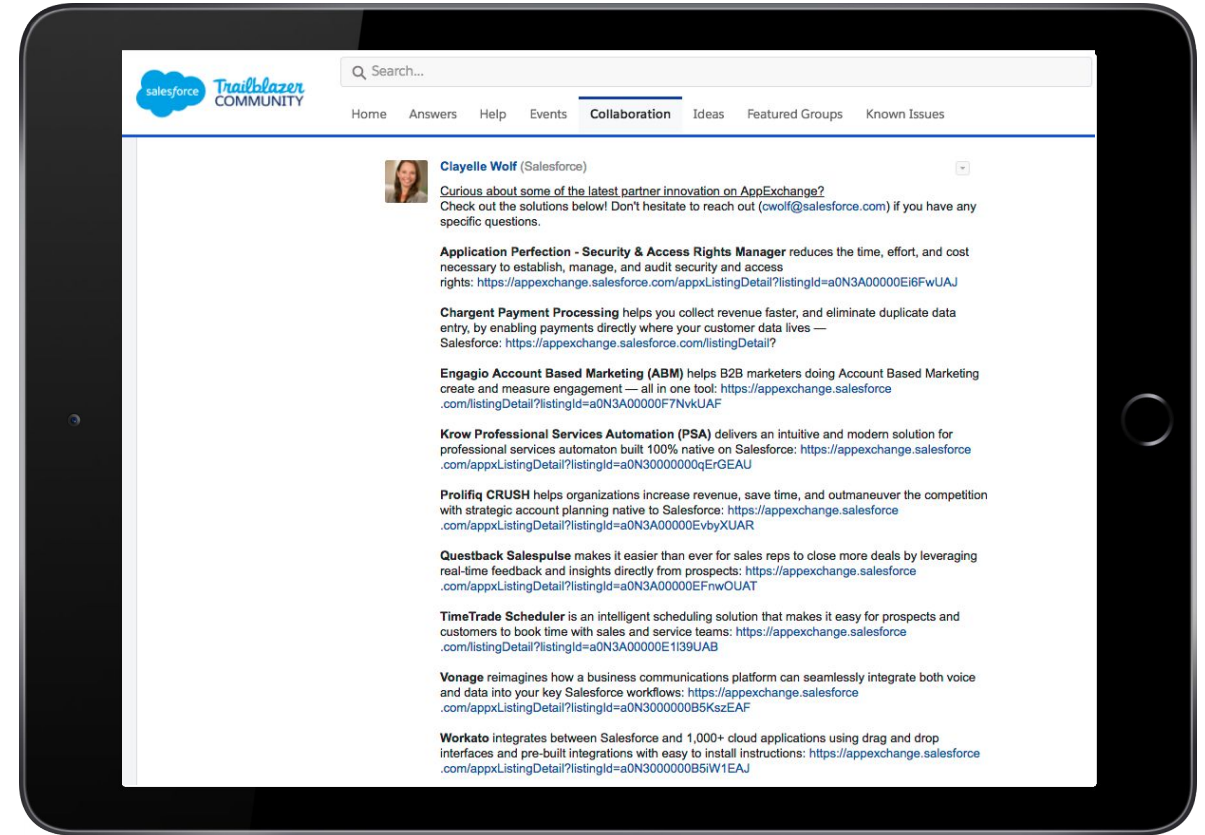 salesforce
Trailblazer
COMMUNITY
Search...
Home Answers Help Events Collaboration Ideas Featured Groups Known Issues
Clayelle Wolf (Salesforce)
Curious about some of the latest partner innovation on AppExchange?
Check out the solutions below! Don't hesitate to reach out (cwolf@salesforce.com) if you have any
specific questions.
Application Perfection - Security & Access Rights Manager reduces the time, effort, and cost
necessary to establish, manage, and audit security and access
rights: https://appexchange.salesforce.com/appxListingDetail?listingId=a0N3A00000Ei6FwUAJ
Chargent Payment Processing helps you collect revenue faster, and eliminate duplicate data
entry, by enabling payments directly where your customer data lives —
Salesforce: https://appexchange.salesforce.com/listingDetail?
Engagio Account Based Marketing (ABM) helps B2B marketers doing Account Based Marketing
create and measure engagement — all in one tool: https://appexchange.salesforce
.com/listingDetail?listingId=a0N3A00000F7NvkUAF
Krow Professional Services Automation (PSA) delivers an intuitive and modern solution for
professional services automaton built 100% native on Salesforce: https://appexchange.salesforce
.com/appxListingDetail?listingId=a0N30000000qErGEAU
Prolifiq CRUSH helps organizations increase revenue, save time, and outmaneuver the competition
with strategic account planning native to Salesforce: https://appexchange.salesforce
.com/appxListingDetail?listingId=a0N3A00000EvbyXUAR
Questback Salespulse makes it easier than ever for sales reps to close more deals by leveraging
real-time feedback and insights directly from prospects: https://appexchange.salesforce
.com/appxListingDetail?listingId=a0N3A00000EFnwOUAT
TimeTrade Scheduler is an intelligent scheduling solution that makes it easy for prospects and
customers to book time with sales and service teams: https://appexchange.salesforce
.com/listingDetail?listingId=a0N3A00000E1I39UAB
Vonage reimagines how a business communications platform can seamlessly integrate both voice
and data into your key Salesforce workflows: https://appexchange.salesforce
.com/appxListingDetail?listingId=a0N3000000B5KszEAF
Workato integrates between Salesforce and 1,000+ cloud applications using drag and drop
interfaces and pre-built integrations with easy to install instructions: https://appexchange.salesforce
.com/appxListingDetail?listingId=a0N3000000B5iW1EAJ